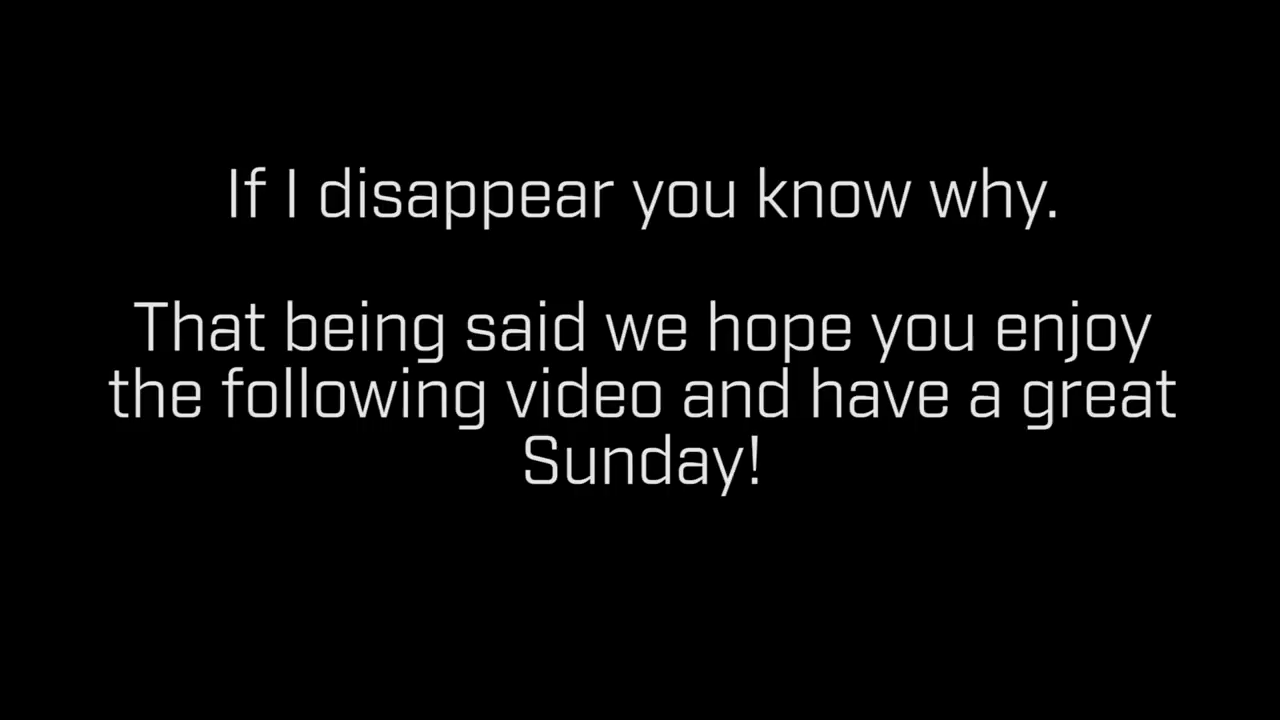 If I disappear you know why.
That being said we hope you enjoy
the following video and have a great
Sunday!